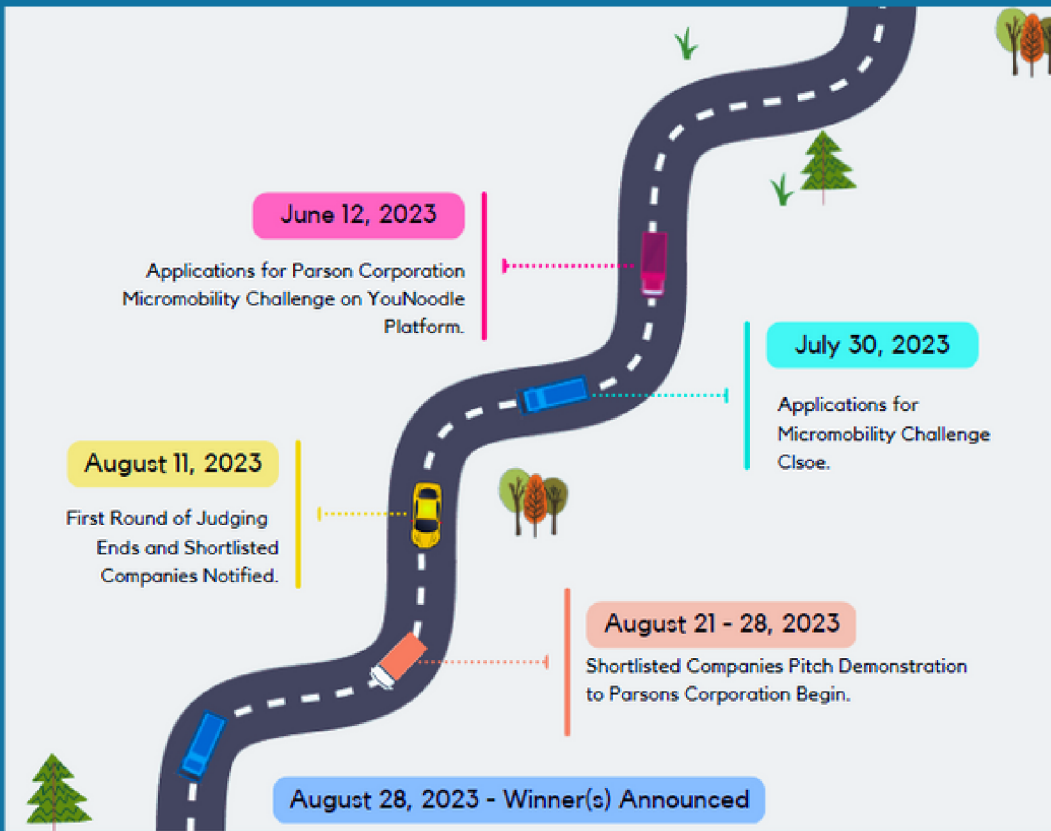 June 12, 2023
Applications for Parson Corporation
Micromobility Challenge on YouNoodle
Platform.
July 30, 2023
Applications for
Micromobility Challenge
Clsoe.
August 11, 2023
First Round of Judging
Ends and Shortlisted
Companies Notified.
August 21 - 28, 2023
Shortlisted Companies Pitch Demonstration
to Parsons Corporation Begin.
August 28, 2023 - Winner(s) Announced